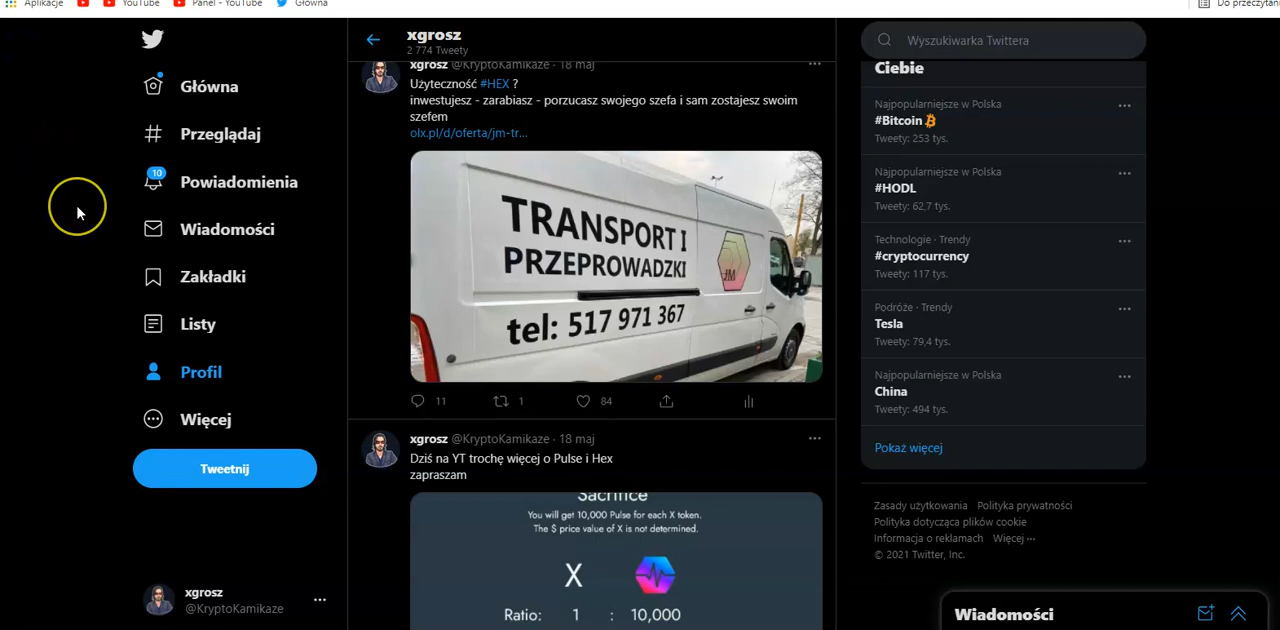 Aplikacje
YouTube
Panel - YouTube
Główna
Do przeczytani
Główna
Przeglądaj
10
Powiadomienia
Wiadomości
Zakładki
Listy
Profil
Więcej
Tweetnij
xgrosz
@KryptoKamikaze
xgrosz
2 774 Tweety
xgrosz @KryptoKamikaze · 18 maj
Użyteczność #HEX ?
inwestujesz - zarabiasz - porzucasz swojego szefa i sam zostajesz swoim
szefem
olx.pl/d/oferta/jm-tr...
TRANSPORT I
PRZEPROWADZKI
JM
tel: 517 971 367
11
1
84
xgrosz @KryptoKamikaze · 18 maj
Dziś na YT trochę więcej o Pulse i Hex
zapraszam
Sacrifice
You will get 10,000 Pulse for each X token.
The $ price value of X is not determined.
X
Ratio: 1 : 10,000
Wyszukiwarka Twittera
Ciebie
Najpopularniejsze w Polska
#Bitcoin
Tweety: 253 tys.
Najpopularniejsze w Polska
#HODL
Tweety: 62,7 tys.
Technologie · Trendy
#cryptocurrency
Tweety: 117 tys.
Podróże · Trendy
Tesla
Tweety: 79,4 tys.
Najpopularniejsze w Polska
China
Tweety: 494 tys.
Pokaż więcej
Zasady użytkowania Polityka prywatności
Polityka dotycząca plików cookie
Informacja o reklamach Więcej ···
© 2021 Twitter, Inc.
Wiadomości